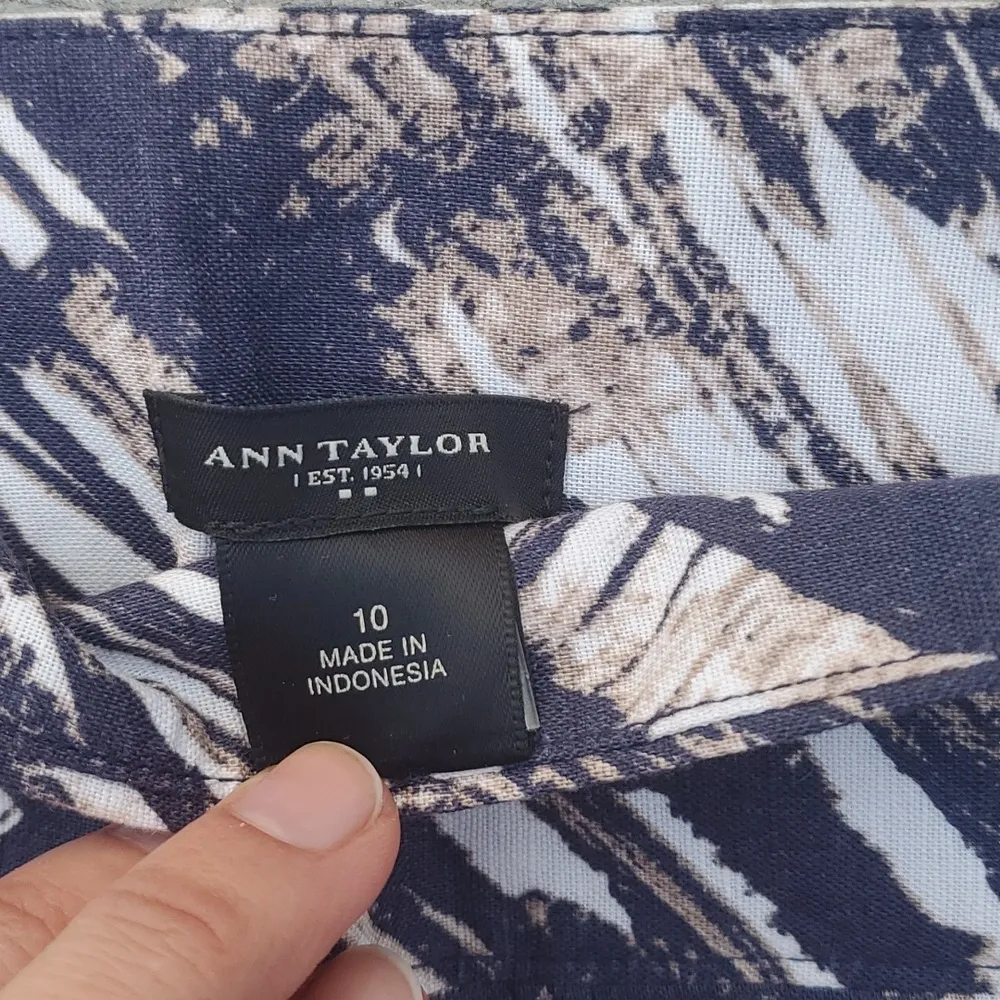 ANN TAYLOR
EST. 1954
10
MADE IN
INDONESIA